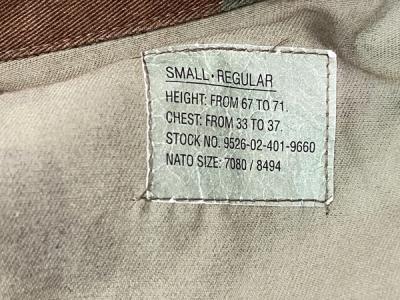 SMALL · REGULAR
HEIGHT: FROM 67 TO 71.
CHEST: FROM 33 TO 37.
STOCK NO. 9526-02-401-9660
NATO SIZE: 7080 / 8494